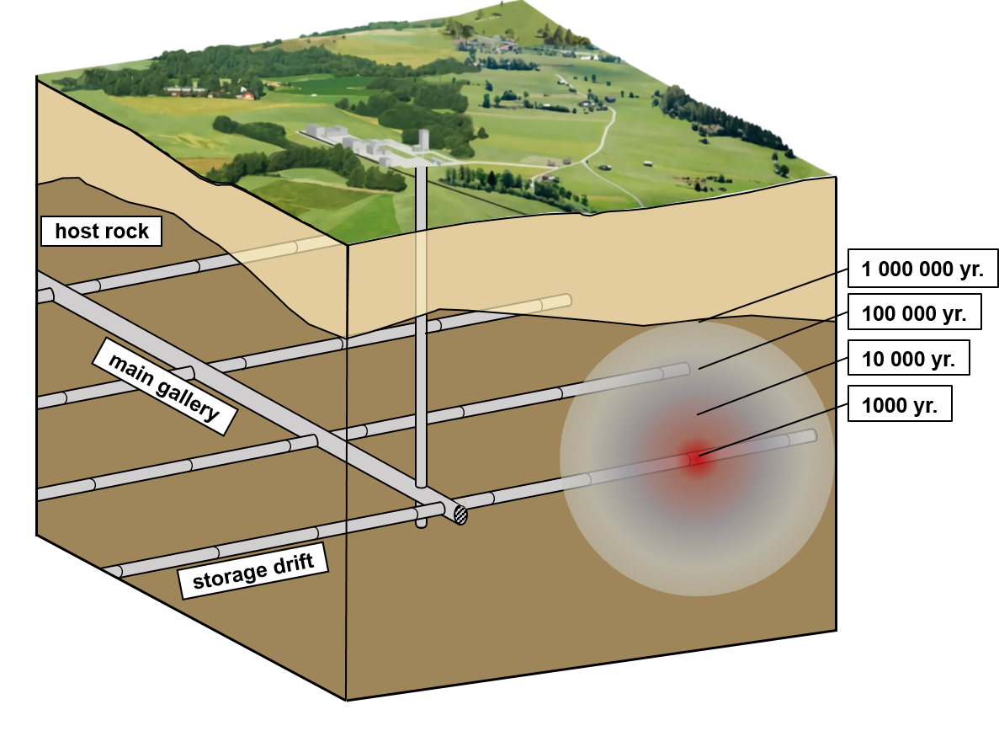 host rock
1 000 000 yr.
100 000 yr.
10 000 yr.
1000 yr.
main gallery
storage drift